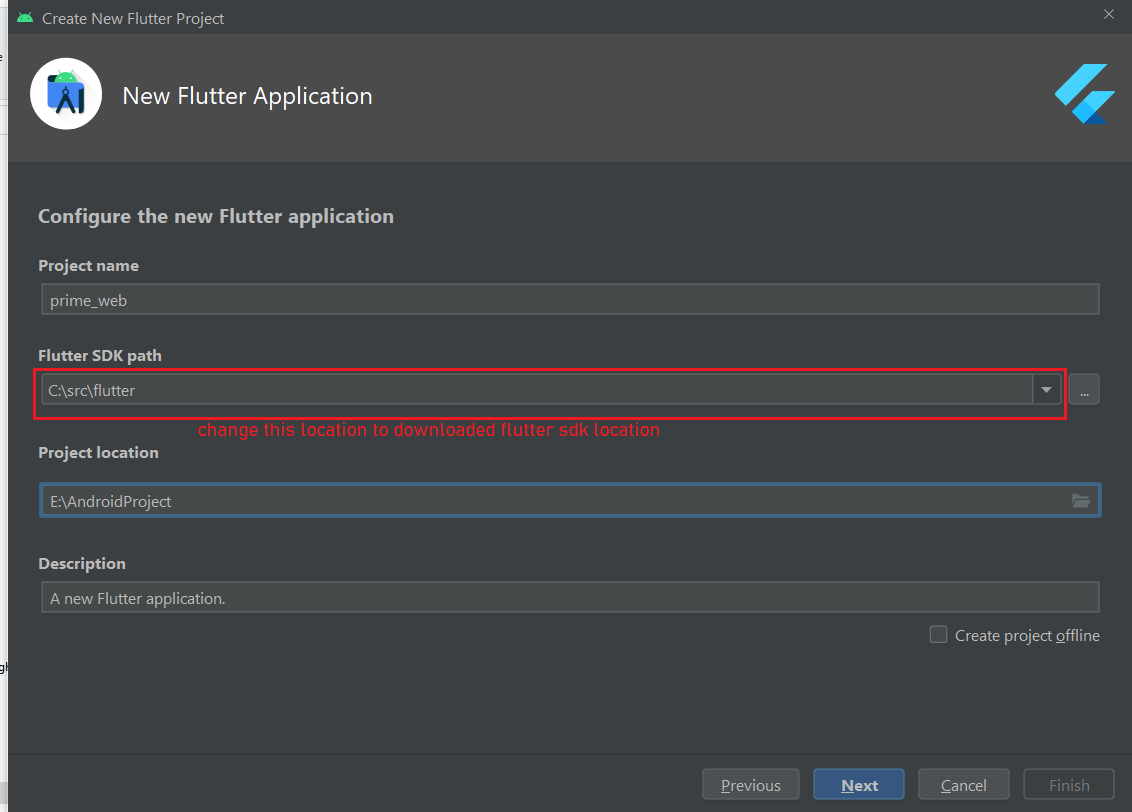 Create New Flutter Project
New Flutter Application
Configure the new Flutter application
Project name
prime_web
Flutter SDK path
C:\src\flutter
...
change this location to downloaded flutter sdk location
Project location
E:\AndroidProject
Description
A new Flutter application.
Create project offline
Previous
Next
Cancel
Finish